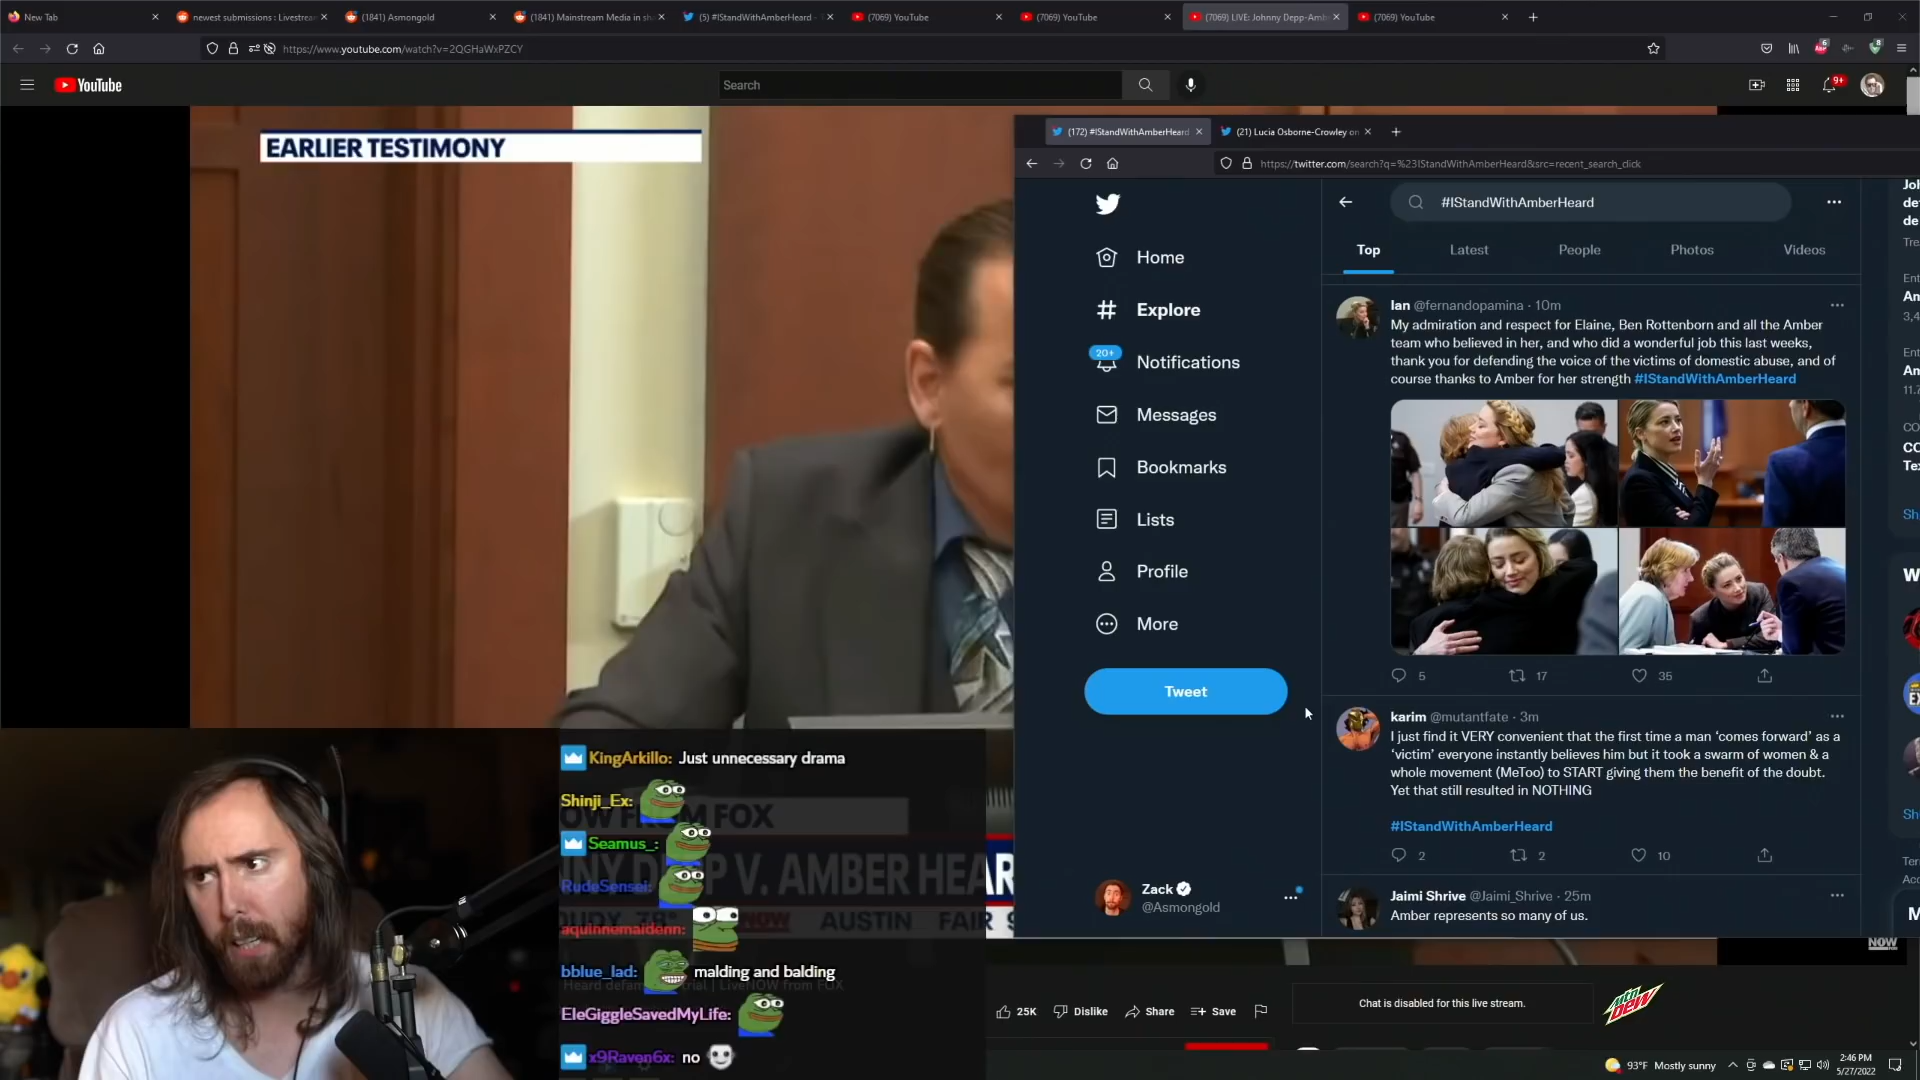 New Tab
newest submissions : Livestream
(1841) Asmongold
(1841) Mainstream Media in sh
(5) #IStandWithAmberHeard - T
(7069) YouTube
(7069) YouTube
(7069) LIVE: Johnny Depp-Amb
(7069) YouTube
https://www.youtube.com/watch?v=2QGHaWxPZCY
YouTube
Search
9+
EARLIER TESTIMONY
(172) #IStandWithAmberHeard
(21) Lucia Osborne-Crowley on
https://twitter.com/search?q=%23IStandWithAmberHeard&src=recent_search_click
#IStandWithAmberHeard
Top
Latest
People
Photos
Videos
Home
Explore
20+
Notifications
Messages
Bookmarks
Lists
Profile
More
Tweet
Zack
@Asmongold
Ian @fernandopamina · 10m
My admiration and respect for Elaine, Ben Rottenborn and all the Amber
team who believed in her, and who did a wonderful job this last weeks,
thank you for defending the voice of the victims of domestic abuse, and of
course thanks to Amber for her strength #IStandWithAmberHeard
5
17
35
karim @mutantfate · 3m
I just find it VERY convenient that the first time a man ‘comes forward’ as a
‘victim’ everyone instantly believes him but it took a swarm of women & a
whole movement (MeToo) to START giving them the benefit of the doubt.
Yet that still resulted in NOTHING
#IStandWithAmberHeard
2
2
10
Jaimi Shrive @Jaimi_Shrive · 25m
Amber represents so many of us.
KingArkillo: Just unnecessary drama
Shinji_Ex:
Seamus_:
RudeSensei:
aquinnemaidenn:
bblue_lad: malding and balding
EleGiggleSavedMyLife:
x9Raven6x: no
FOX
P V. AMBER HEAR
NOW
AUSTIN FAIR 9
Heard defam trial | LiveNOW from FOX
25K
Dislike
Share
Save
Chat is disabled for this live stream.
mtn DEW
NOW
93°F Mostly sunny
2:46 PM
5/27/2022